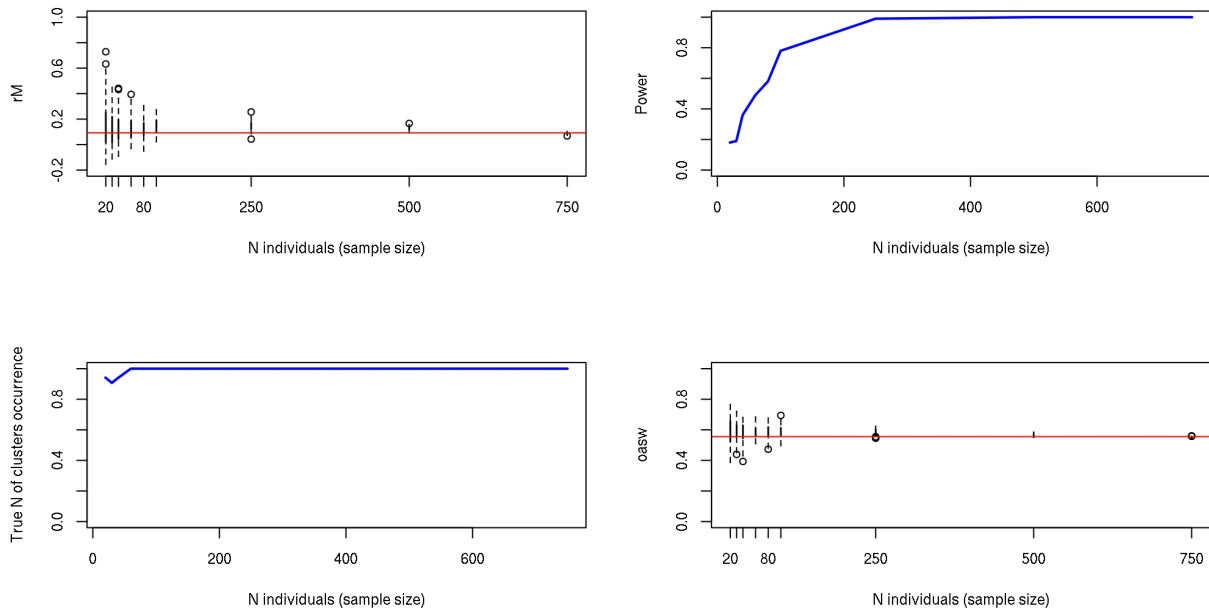 rM
1.0
0.6
0.2
-0.2
20 80 250 500 750
N individuals (sample size)
Power
0.8
0.4
0.0
0 200 400 600
N individuals (sample size)
True N of clusters occurrence
0.8
0.4
0.0
0 200 400 600
N individuals (sample size)
oasw
0.8
0.4
0.0
20 80 250 500 750
N individuals (sample size)